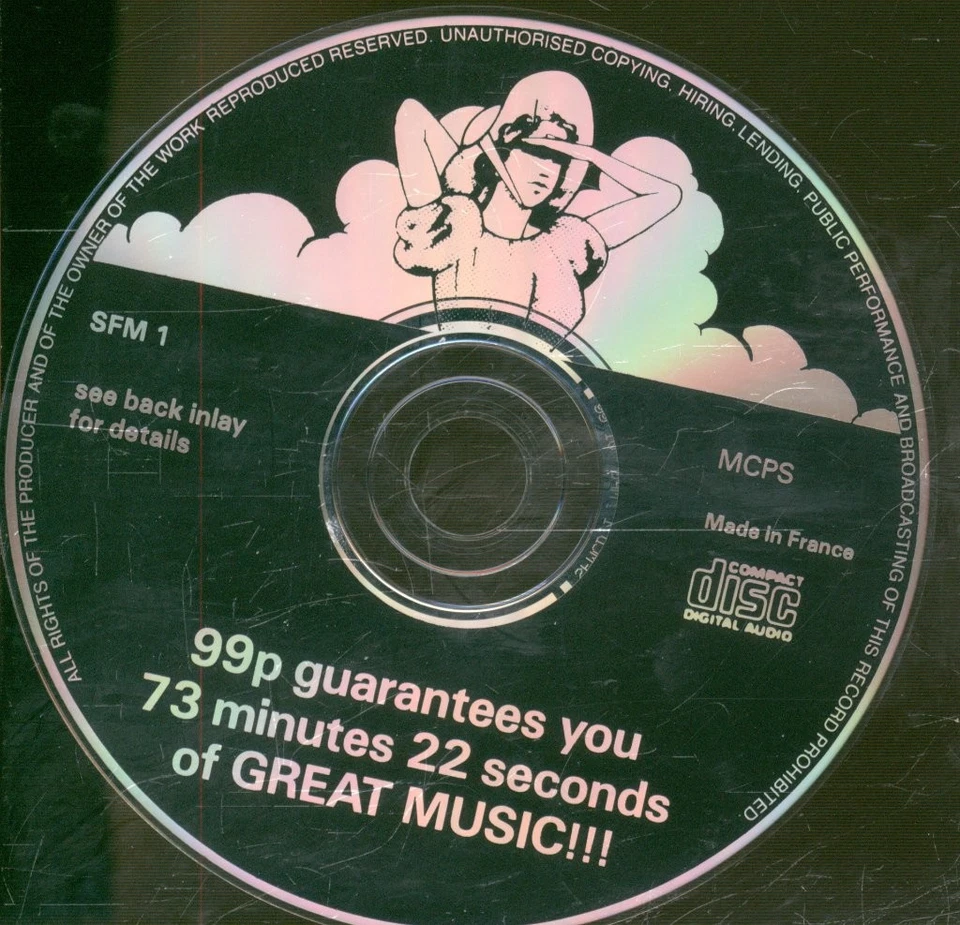 ALL RIGHTS OF THE PRODUCER AND OF THE OWNER OF THE WORK REPRODUCED RESERVED. UNAUTHORISED COPYING, HIRING, LENDING, PUBLIC PERFORMANCE AND BROADCASTING OF THIS RECORD PROHIBITED.
SFM 1
see back inlay
for details
MCPS
Made in France
COMPACT
disc
DIGITAL AUDIO
99p guarantees you
73 minutes 22 seconds
of GREAT MUSIC!!!